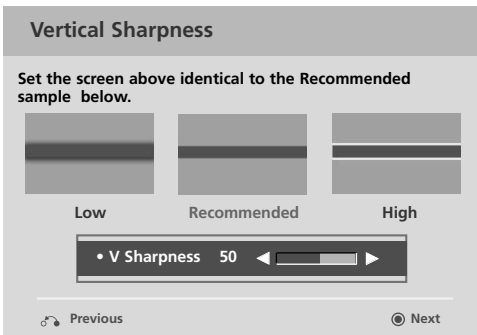 Vertical Sharpness
Set the screen above identical to the Recommended
sample below.
Low Recommended High
• V Sharpness 50
Previous Next